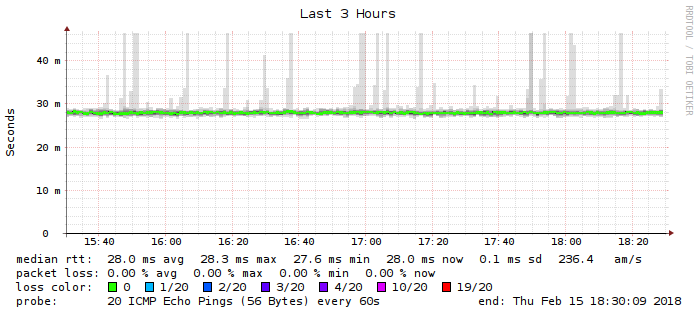 Last 3 Hours
RRDTOOL / TOBI OETIKER
Seconds
40 m
30 m
20 m
10 m
0
15:40 16:00 16:20 16:40 17:00 17:20 17:40 18:00 18:20
median rtt: 28.0 ms avg 28.3 ms max 27.6 ms min 28.0 ms now 0.1 ms sd 236.4 am/s
packet loss: 0.00 % avg 0.00 % max 0.00 % min 0.00 % now
loss color: 0 1/20 2/20 3/20 4/20 10/20 19/20
probe: 20 ICMP Echo Pings (56 Bytes) every 60s end: Thu Feb 15 18:30:09 2018